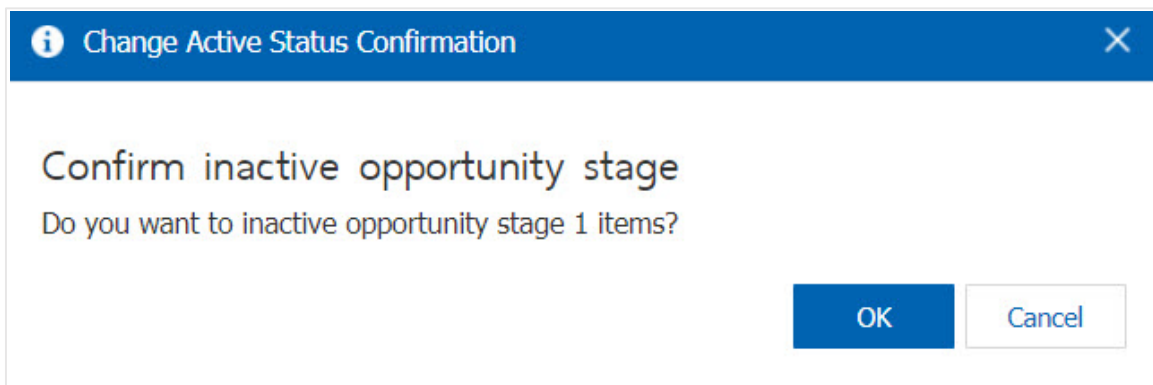 Change Active Status Confirmation
Confirm inactive opportunity stage
Do you want to inactive opportunity stage 1 items?
OK Cancel